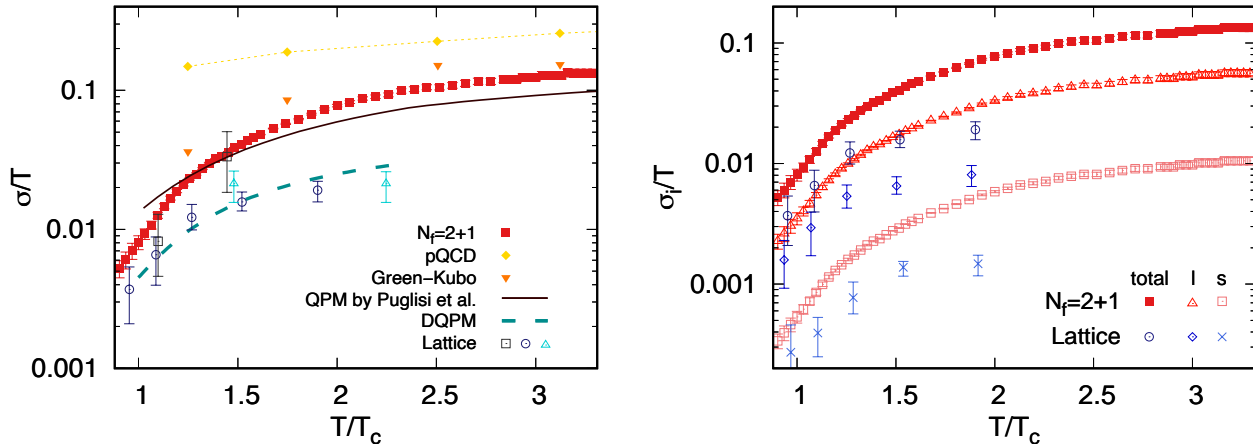 0.1
0.01
0.001
σ/T
1
1.5
2
2.5
3
T/T_c
N_f=2+1
pQCD
Green−Kubo
QPM by Puglisi et al.
DQPM
Lattice
0.1
0.01
0.001
σ_i/T
1
1.5
2
2.5
3
T/T_c
total l s
N_f=2+1
Lattice